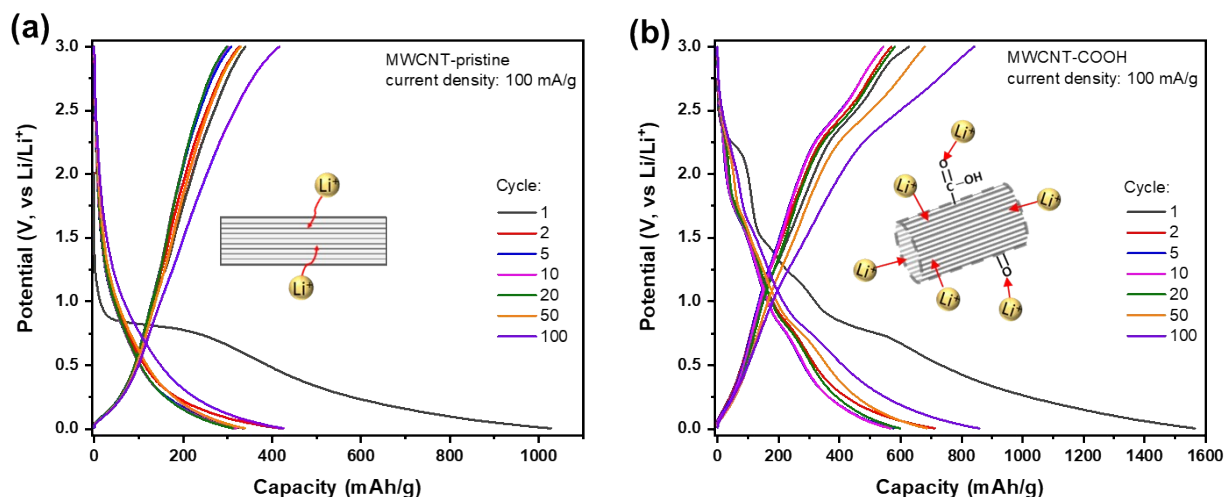 (a)
MWCNT-pristine
current density: 100 mA/g
Potential (V, vs Li/Li⁺)
3.0
2.5
2.0
1.5
1.0
0.5
0.0
Li⁺
Li⁺
Cycle:
1
2
5
10
20
50
100
0 200 400 600 800 1000
Capacity (mAh/g)
(b)
MWCNT-COOH
current density: 100 mA/g
Potential (V, vs Li/Li⁺)
3.0
2.5
2.0
1.5
1.0
0.5
0.0
Li⁺
O
C-OH
Li⁺
Li⁺
Li⁺
Li⁺
O
Li⁺
Cycle:
1
2
5
10
20
50
100
0 200 400 600 800 1000 1200 1400 1600
Capacity (mAh/g)